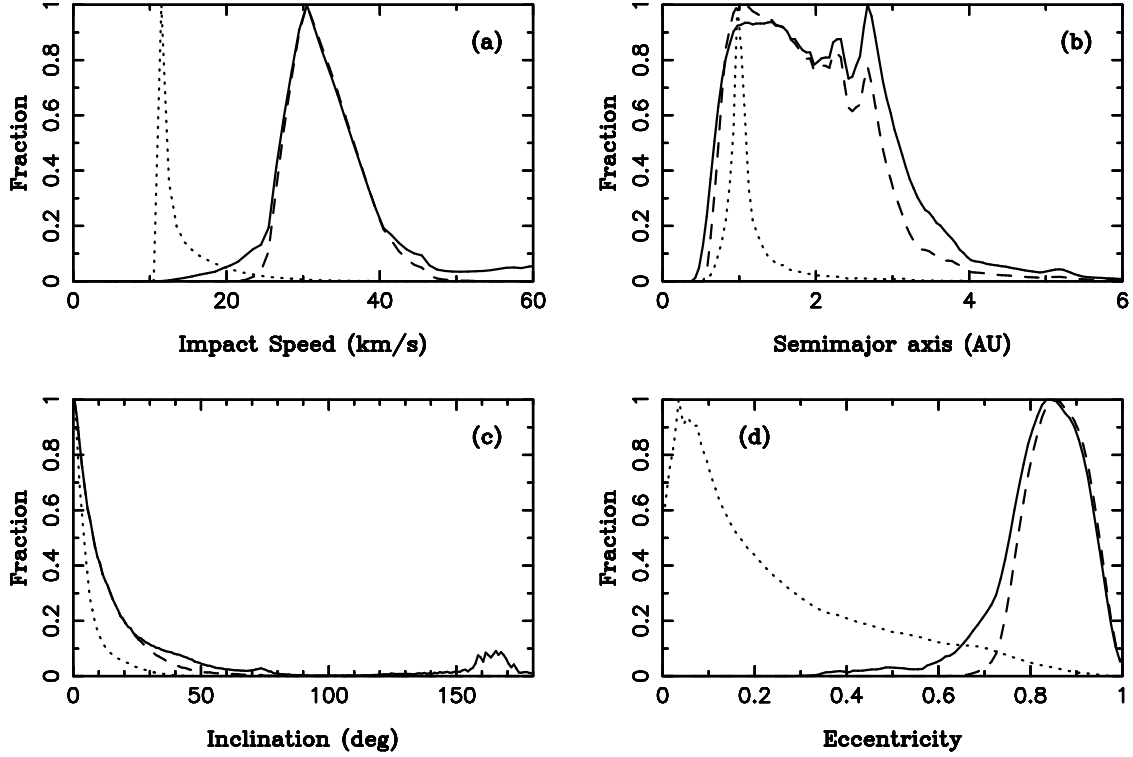 (a)
Fraction
0 0.2 0.4 0.6 0.8 1
0 20 40 60
Impact Speed (km/s)
(b)
Fraction
0 0.2 0.4 0.6 0.8 1
0 2 4 6
Semimajor axis (AU)
(c)
Fraction
0 0.2 0.4 0.6 0.8 1
0 50 100 150
Inclination (deg)
(d)
Fraction
0 0.2 0.4 0.6 0.8 1
0 0.2 0.4 0.6 0.8 1
Eccentricity